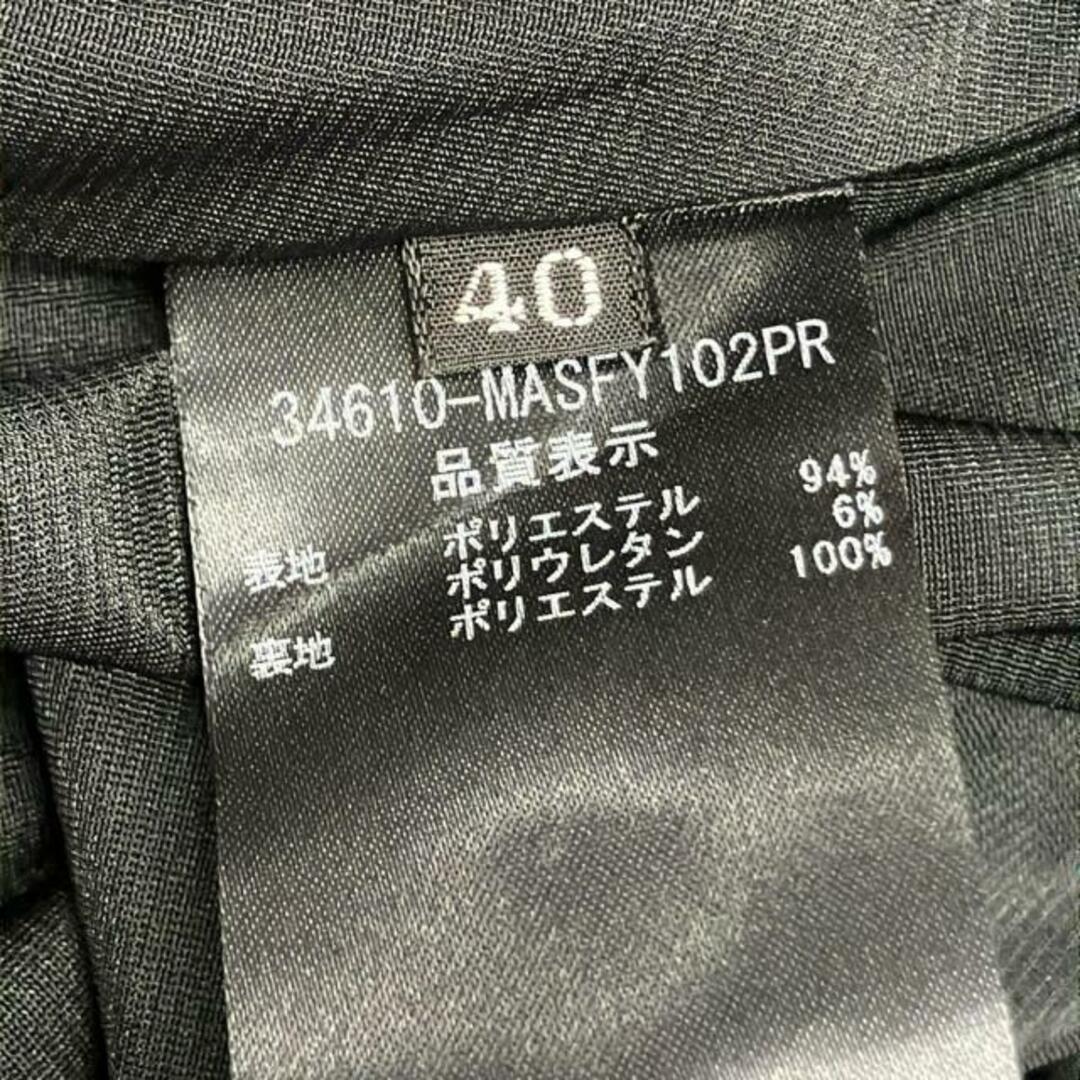 40
34610-MASFY102PR
品質表示
表地 ポリエステル 94%
ポリウレタン 6%
裏地 ポリエステル 100%